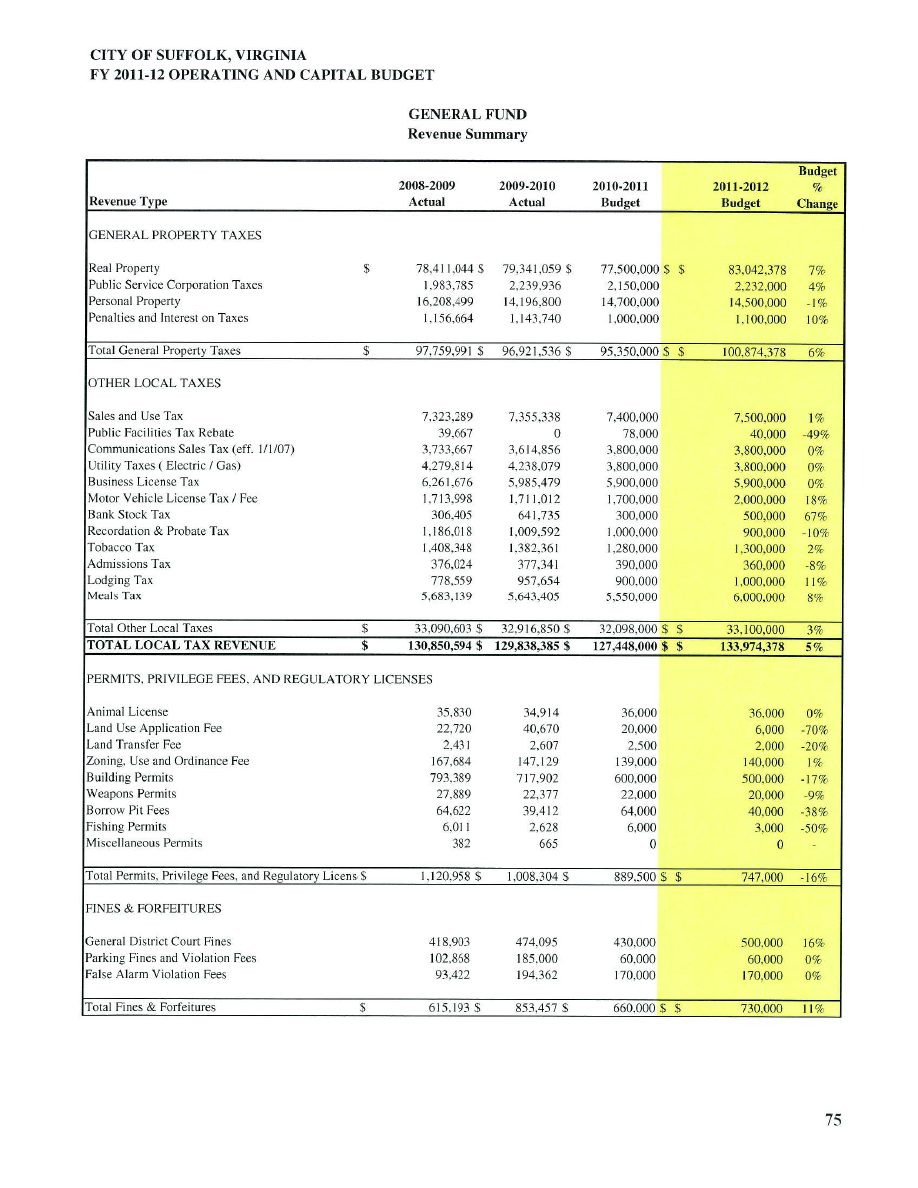 CITY OF SUFFOLK, VIRGINIA
FY 2011-12 OPERATING AND CAPITAL BUDGET
GENERAL FUND
Revenue Summary
Budget
2008-2009 2009-2010 2010-2011 2011-2012 %
Revenue Type Actual Actual Budget Budget Change
GENERAL PROPERTY TAXES
Real Property $ 78,411,044 $ 79,341,059 $ 77,500,000 $ $ 83,042,378 7%
Public Service Corporation Taxes 1,983,785 2,239,936 2,150,000 2,232,000 4%
Personal Property 16,208,499 14,196,800 14,700,000 14,500,000 -1%
Penalties and Interest on Taxes 1,156,664 1,143,740 1,000,000 1,100,000 10%
Total General Property Taxes $ 97,759,991 $ 96,921,536 $ 95,350,000 $ $ 100,874,378 6%
OTHER LOCAL TAXES
Sales and Use Tax 7,323,289 7,355,338 7,400,000 7,500,000 1%
Public Facilities Tax Rebate 39,667 0 78,000 40,000 -49%
Communications Sales Tax (eff. 1/1/07) 3,733,667 3,614,856 3,800,000 3,800,000 0%
Utility Taxes ( Electric / Gas) 4,279,814 4,238,079 3,800,000 3,800,000 0%
Business License Tax 6,261,676 5,985,479 5,900,000 5,900,000 0%
Motor Vehicle License Tax / Fee 1,713,998 1,711,012 1,700,000 2,000,000 18%
Bank Stock Tax 306,405 641,735 300,000 500,000 67%
Recordation & Probate Tax 1,186,018 1,009,592 1,000,000 900,000 -10%
Tobacco Tax 1,408,348 1,382,361 1,280,000 1,300,000 2%
Admissions Tax 376,024 377,341 390,000 360,000 -8%
Lodging Tax 778,559 957,654 900,000 1,000,000 11%
Meals Tax 5,683,139 5,643,405 5,550,000 6,000,000 8%
Total Other Local Taxes $ 33,090,603 $ 32,916,850 $ 32,098,000 $ $ 33,100,000 3%
TOTAL LOCAL TAX REVENUE $ 130,850,594 $ 129,838,385 $ 127,448,000 $ $ 133,974,378 5%
PERMITS, PRIVILEGE FEES, AND REGULATORY LICENSES
Animal License 35,830 34,914 36,000 36,000 0%
Land Use Application Fee 22,720 40,670 20,000 6,000 -70%
Land Transfer Fee 2,431 2,607 2,500 2,000 -20%
Zoning, Use and Ordinance Fee 167,684 147,129 139,000 140,000 1%
Building Permits 793,389 717,902 600,000 500,000 -17%
Weapons Permits 27,889 22,377 22,000 20,000 -9%
Borrow Pit Fees 64,622 39,412 64,000 40,000 -38%
Fishing Permits 6,011 2,628 6,000 3,000 -50%
Miscellaneous Permits 382 665 0 0 -
Total Permits, Privilege Fees, and Regulatory Licens $ 1,120,958 $ 1,008,304 $ 889,500 $ $ 747,000 -16%
FINES & FORFEITURES
General District Court Fines 418,903 474,095 430,000 500,000 16%
Parking Fines and Violation Fees 102,868 185,000 60,000 60,000 0%
False Alarm Violation Fees 93,422 194,362 170,000 170,000 0%
Total Fines & Forfeitures $ 615,193 $ 853,457 $ 660,000 $ $ 730,000 11%
75